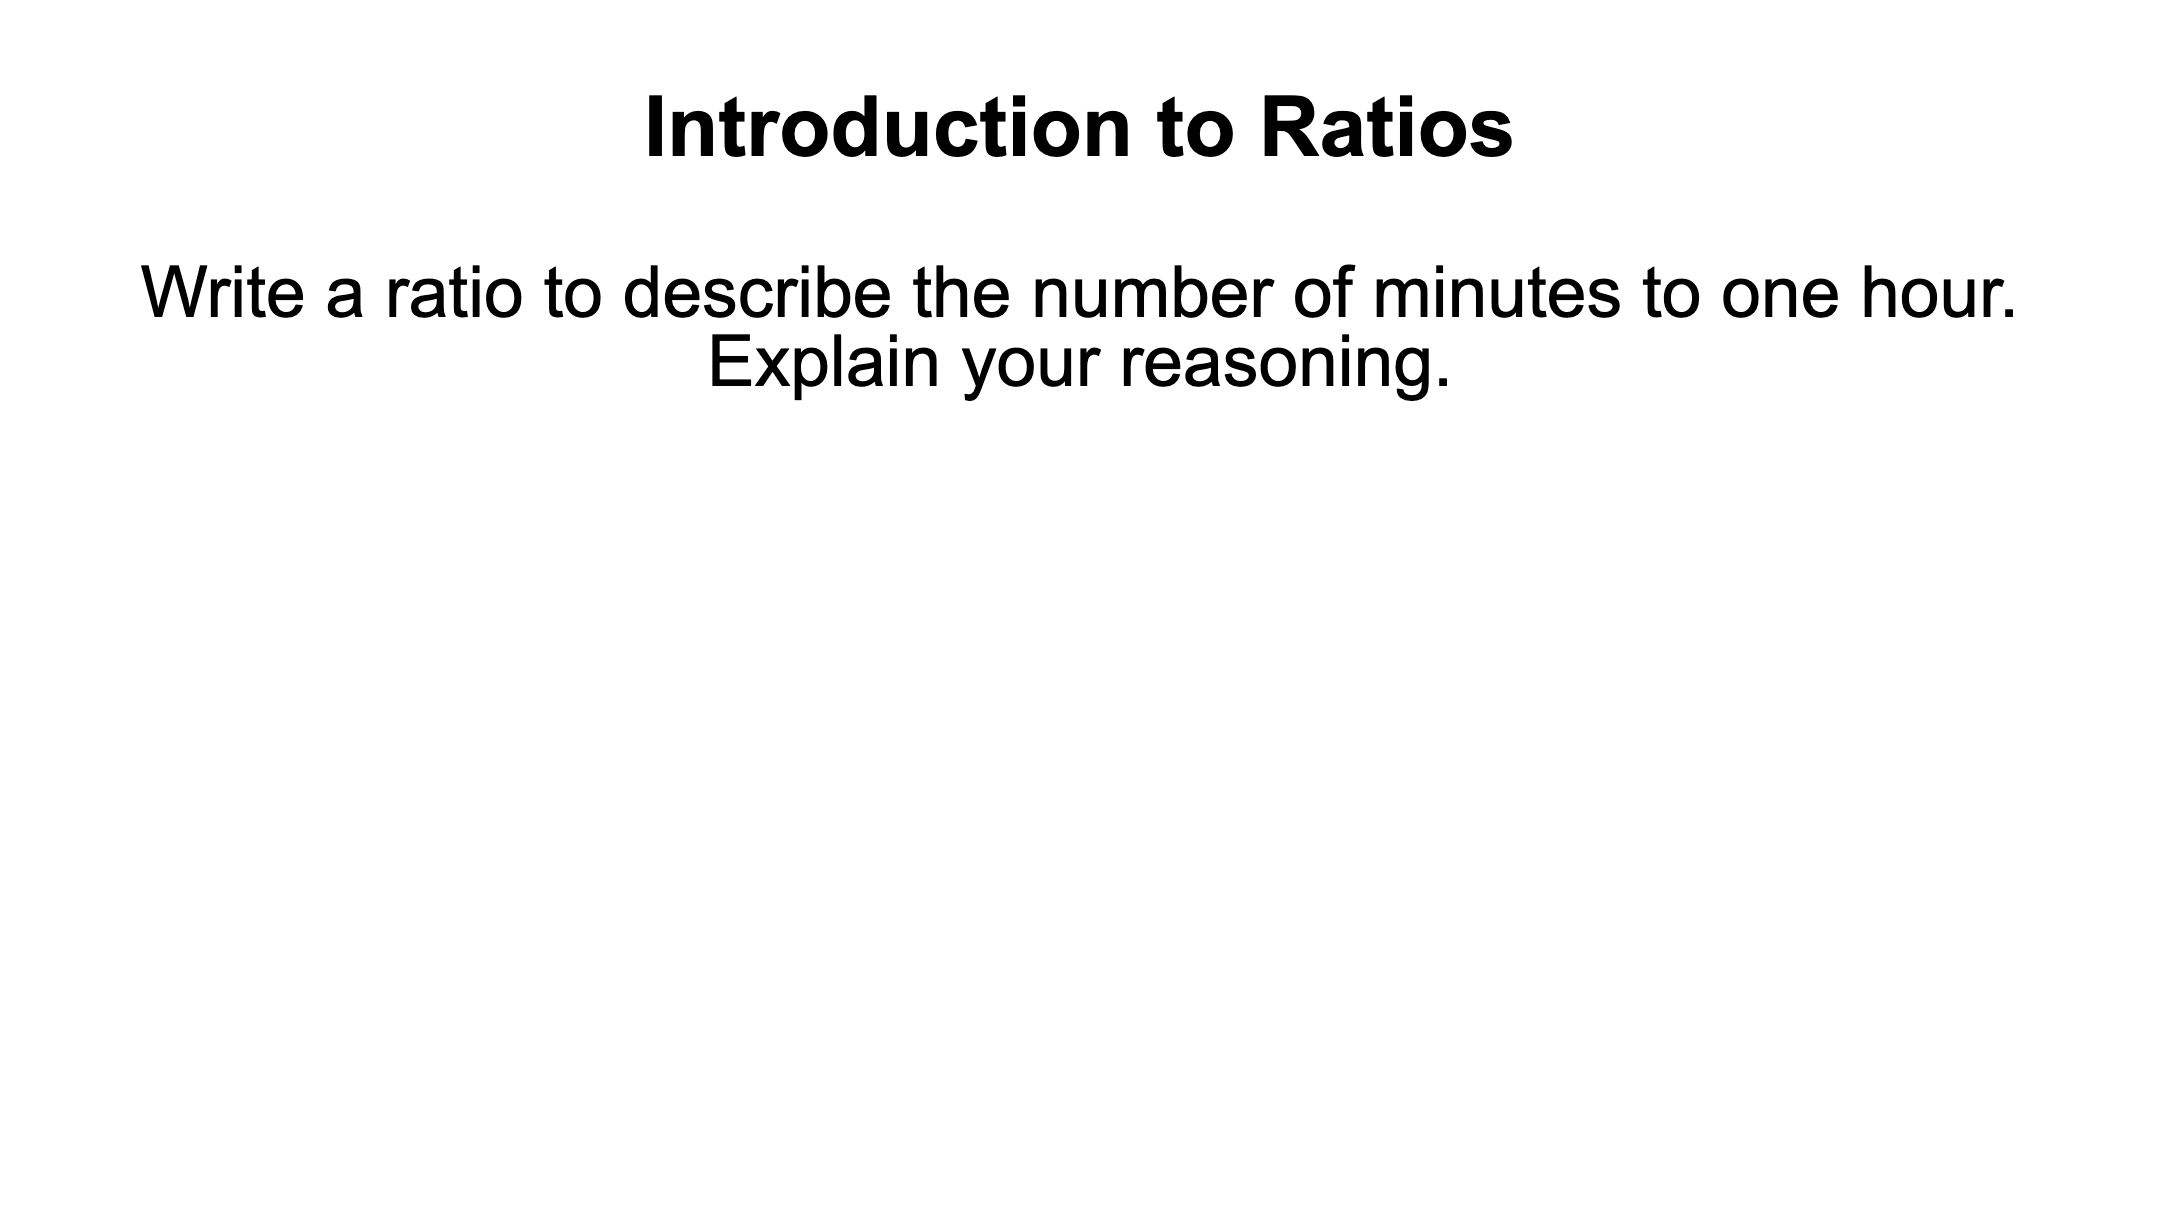 Introduction to Ratios
Write a ratio to describe the number of minutes to one hour.
Explain your reasoning.